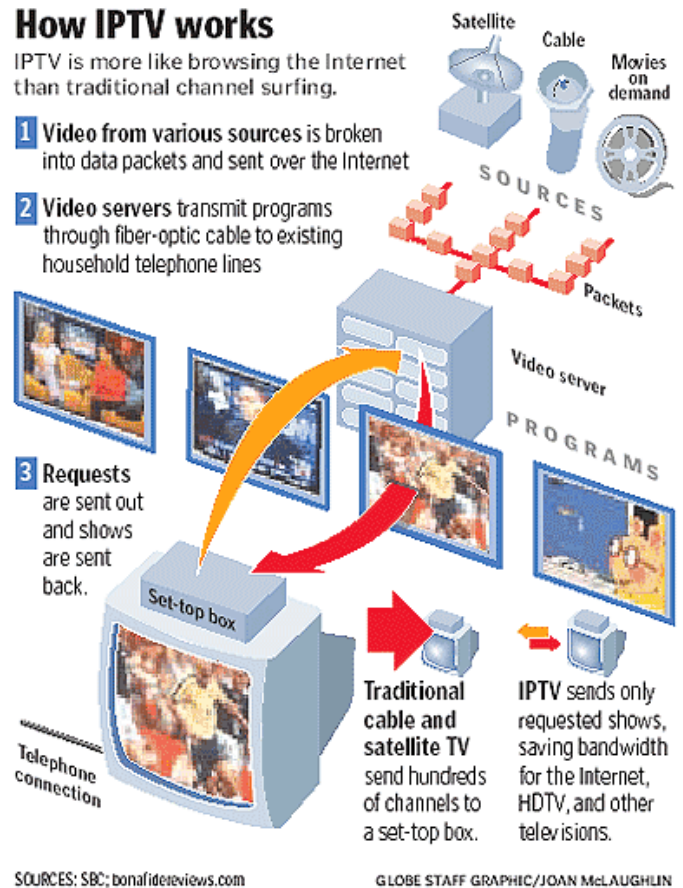 How IPTV works
IPTV is more like browsing the Internet
than traditional channel surfing.
1 Video from various sources is broken
into data packets and sent over the Internet
2 Video servers transmit programs
through fiber-optic cable to existing
household telephone lines
Satellite
Cable
Movies
on
demand
SOURCES
Packets
Video server
PROGRAMS
3 Requests
are sent out
and shows
are sent
back.
Set-top box
Telephone
connection
Traditional
cable and
satellite TV
send hundreds
of channels to
a set-top box.
IPTV sends only
requested shows,
saving bandwidth
for the Internet,
HDTV, and other
televisions.
SOURCES: SBC; bonafidereviews.com
GLOBE STAFF GRAPHIC/JOAN McLAUGHLIN